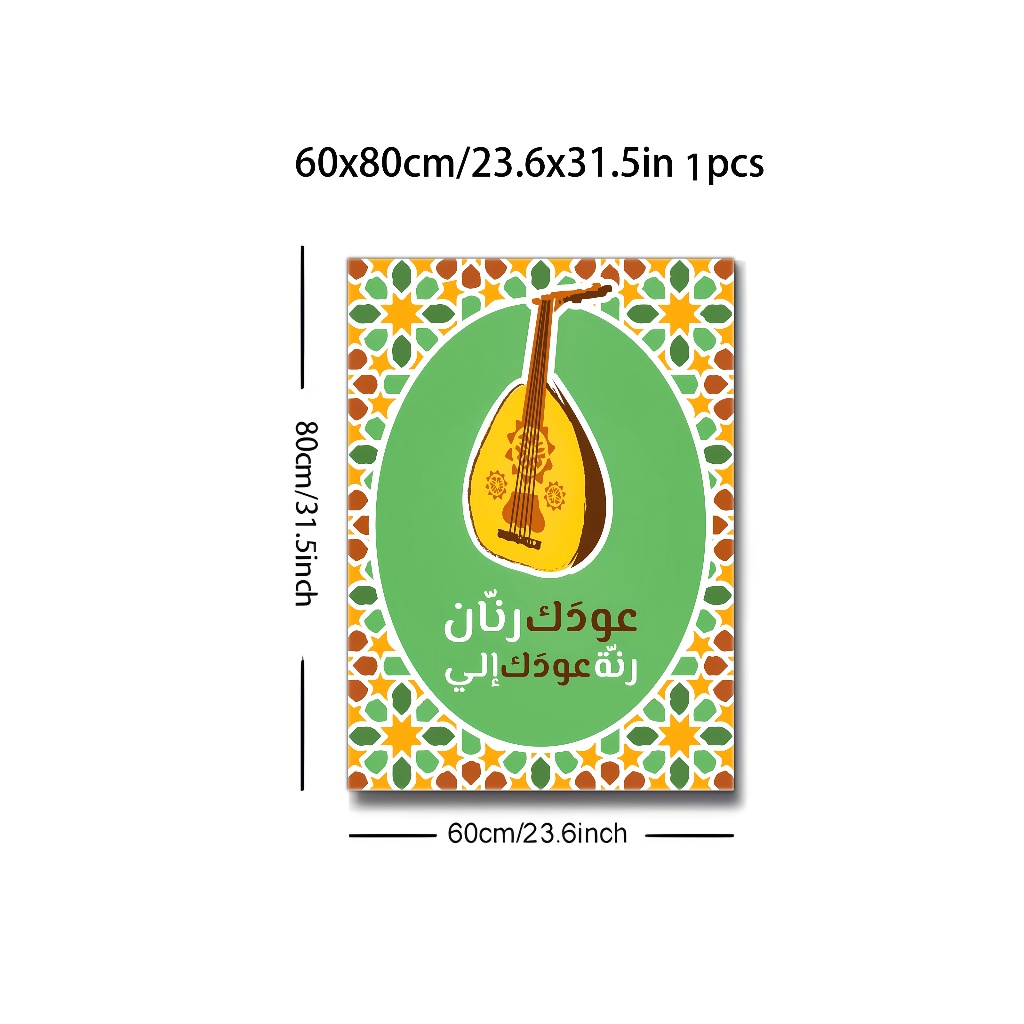 60x80cm/23.6x31.5in 1pcs
80cm/31.5inch
عودَك رنّان
رنّة عودَك إلي
60cm/23.6inch